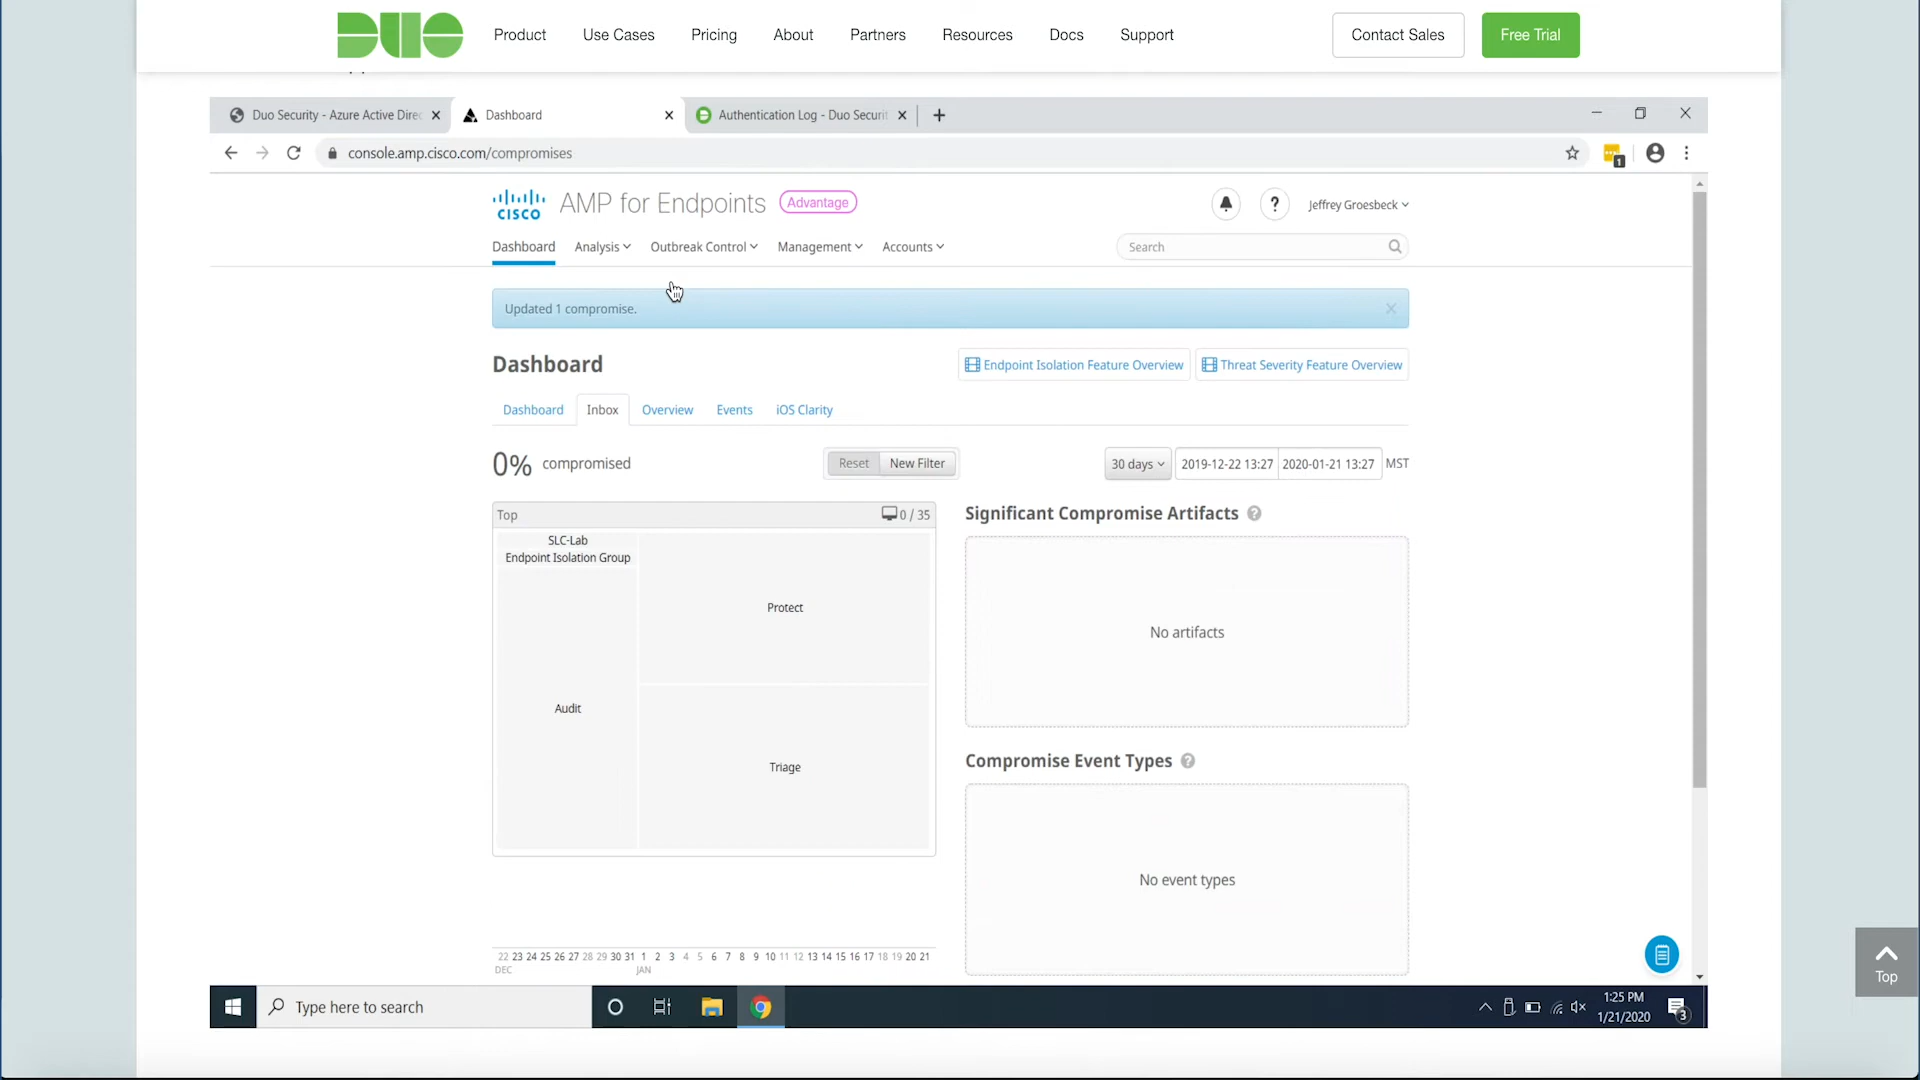 DUO
Product
Use Cases
Pricing
About
Partners
Resources
Docs
Support
Contact Sales
Free Trial
Duo Security - Azure Active Direc
Dashboard
Authentication Log - Duo Securit
console.amp.cisco.com/compromises
1
CISCO
AMP for Endpoints
Advantage
?
Jeffrey Groesbeck
Dashboard
Analysis
Outbreak Control
Management
Accounts
Search
Updated 1 compromise.
Dashboard
Endpoint Isolation Feature Overview
Threat Severity Feature Overview
Dashboard
Inbox
Overview
Events
iOS Clarity
0% compromised
Reset
New Filter
30 days
2019-12-22 13:27
2020-01-21 13:27
MST
Top
0 / 35
SLC-Lab
Endpoint Isolation Group
Protect
Audit
Triage
Significant Compromise Artifacts ?
No artifacts
Compromise Event Types ?
No event types
22 23 24 25 26 27 28 29 30 31 1 2 3 4 5 6 7 8 9 10 11 12 13 14 15 16 17 18 19 20 21
DEC
JAN
Top
Type here to search
1:25 PM
1/21/2020
3